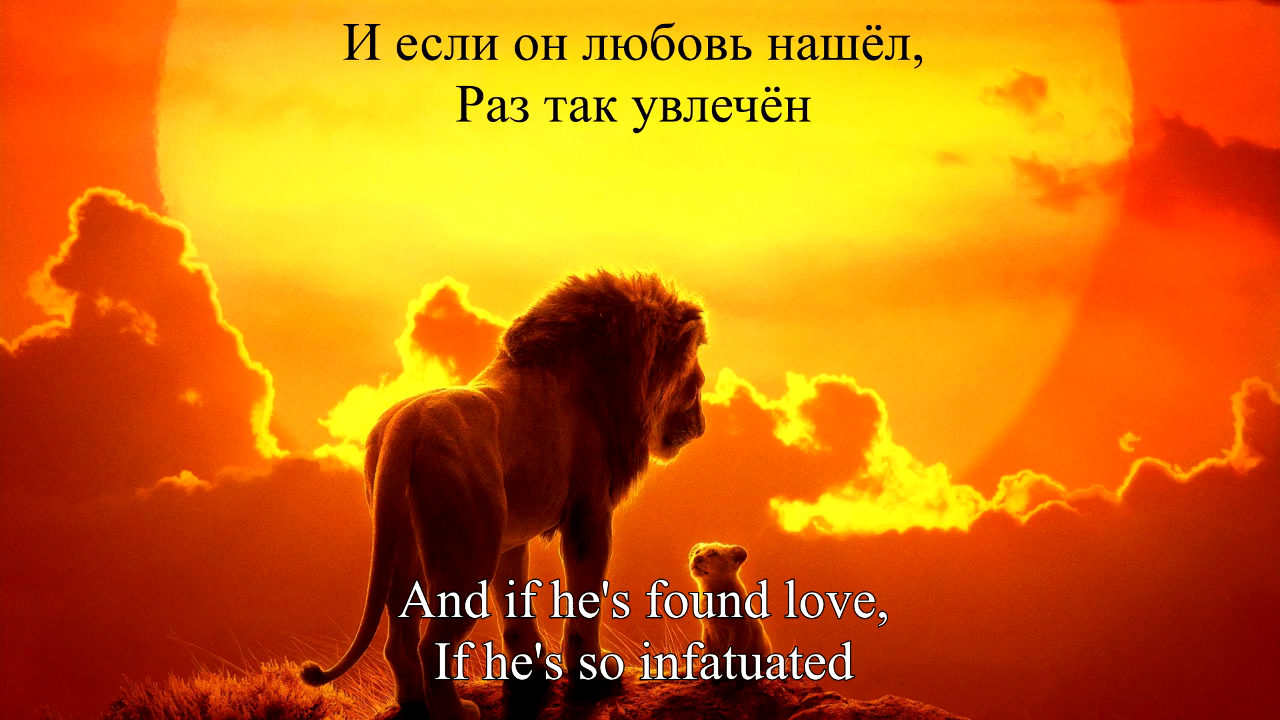 И если он любовь нашёл,
Раз так увлечён
And if he's found love,
If he's so infatuated